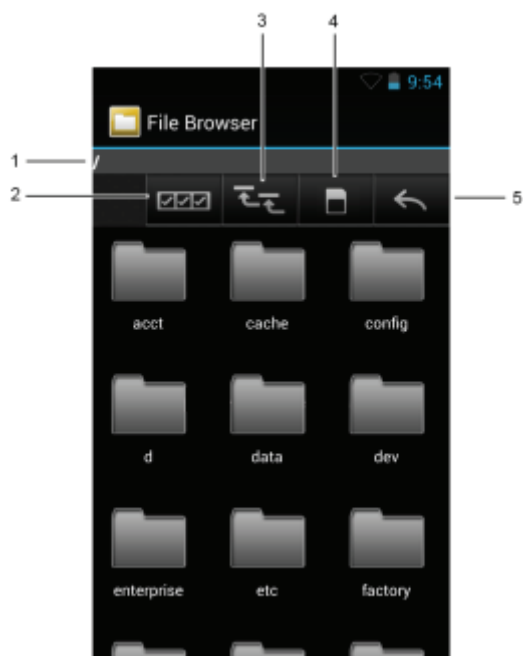 3 4
9:54
File Browser
1 /
2
5
acct cache config
d data dev
enterprise etc factory